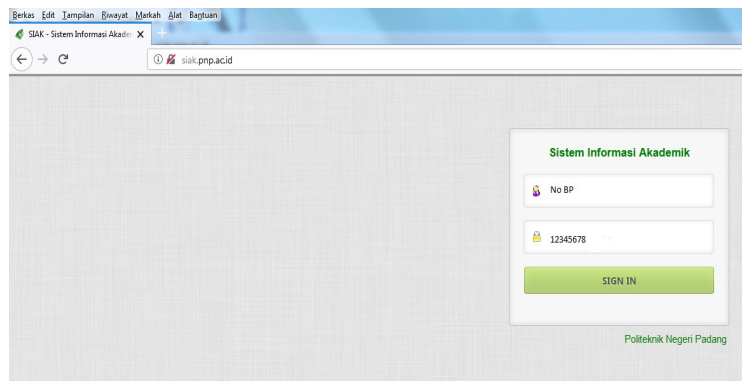 Berkas Edit Tampilan Riwayat Markah Alat Bantuan
SIAK - Sistem Informasi Akader
siak.pnp.ac.id
Sistem Informasi Akademik
No BP
12345678
SIGN IN
Politeknik Negeri Padang